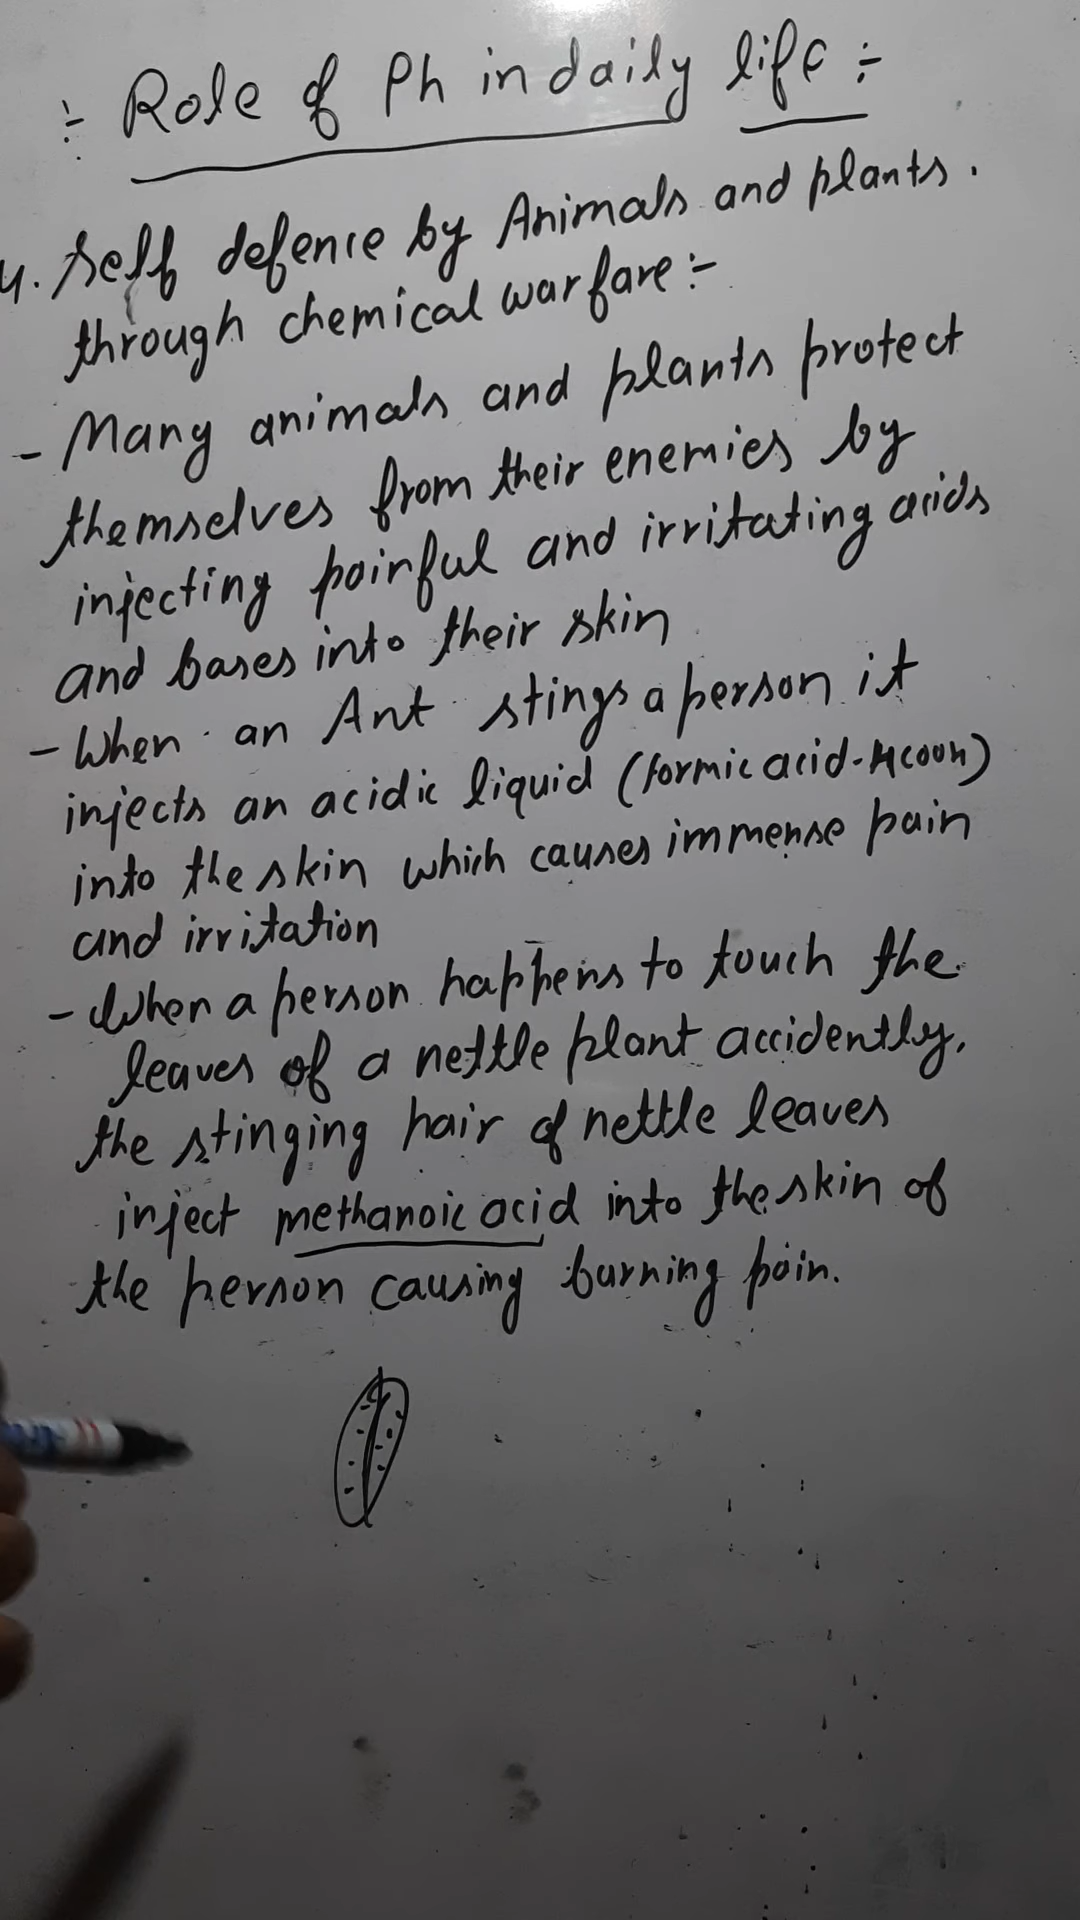 :- Role of Ph in daily life :-
4. Self defence by Animals and plants.
through chemical warfare :-
- Many animals and plants protect
themselves from their enemies by
injecting painful and irritating acids
and bases into their skin
- When an Ant stings a person it
injects an acidic liquid (formic acid-HCOOH)
into the skin which causes immense pain
and irritation
- When a person happens to touch the
leaves of a nettle plant accidently,
the stinging hair of nettle leaves
inject methanoic acid into the skin of
the person causing burning pain.